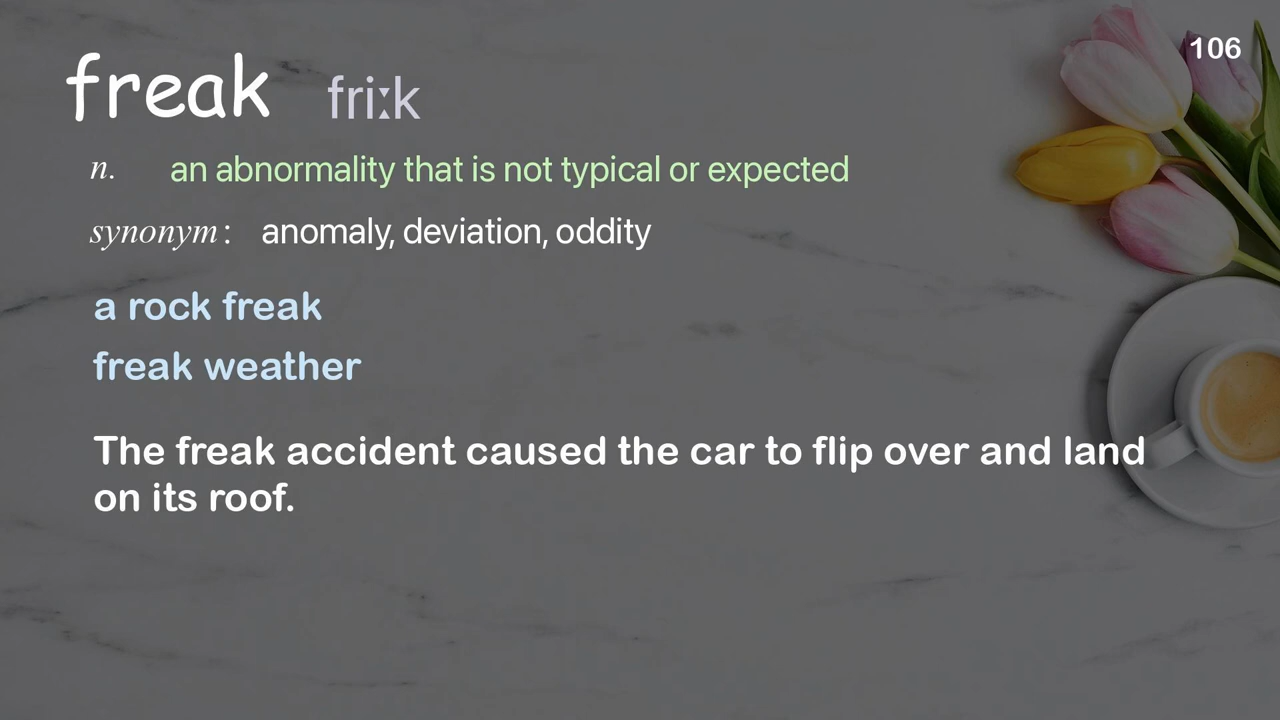 106
freak friːk
n. an abnormality that is not typical or expected
synonym : anomaly, deviation, oddity
a rock freak
freak weather
The freak accident caused the car to flip over and land
on its roof.